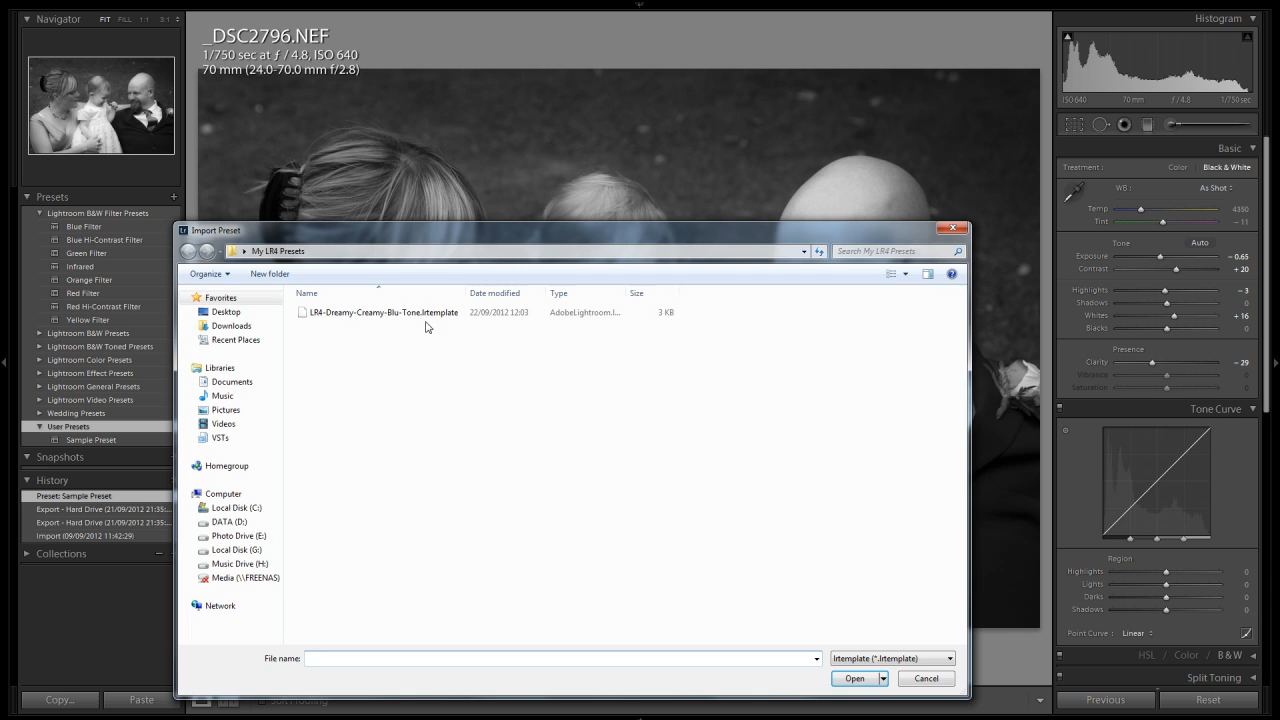 Navigator FIT FILL 1:1 3:1
_DSC2796.NEF
1/750 sec at ƒ / 4.8, ISO 640
70 mm (24.0-70.0 mm f/2.8)
Presets
Lightroom B&W Filter Presets
Blue Filter
Blue Hi-Contrast Filter
Green Filter
Infrared
Orange Filter
Red Filter
Red Hi-Contrast Filter
Yellow Filter
Lightroom B&W Presets
Lightroom B&W Toned Presets
Lightroom Color Presets
Lightroom Effect Presets
Lightroom General Presets
Lightroom Video Presets
Wedding Presets
User Presets
Sample Preset
Snapshots
History
Preset: Sample Preset
Export - Hard Drive (21/09/2012 21:35:...
Export - Hard Drive (21/09/2012 21:35:...
Import (09/09/2012 11:42:29)
Collections
Copy... Paste
Import Preset
My LR4 Presets
Search My LR4 Presets
Organize New folder
Favorites
Desktop
Downloads
Recent Places
Libraries
Documents
Music
Pictures
Videos
VSTs
Homegroup
Computer
Local Disk (C:)
DATA (D:)
Photo Drive (E:)
Local Disk (G:)
Music Drive (H:)
Media (\\FREENAS)
Network
Name Date modified Type Size
LR4-Dreamy-Creamy-Blu-Tone.lrtemplate 22/09/2012 12:03 AdobeLightroom.l... 3 KB
File name: lrtemplate (*.lrtemplate)
Open Cancel
Soft Proofing
Histogram
ISO 640 70 mm ƒ / 4.8 1/750 sec
Basic
Treatment : Color Black & White
WB : As Shot
Temp 4350
Tint - 11
Tone Auto
Exposure - 0.65
Contrast + 20
Highlights - 3
Shadows 0
Whites + 16
Blacks 0
Presence
Clarity - 29
Vibrance 0
Saturation 0
Tone Curve
Region
Highlights 0
Lights 0
Darks 0
Shadows 0
Point Curve : Linear
HSL / Color / B & W
Split Toning
Previous Reset